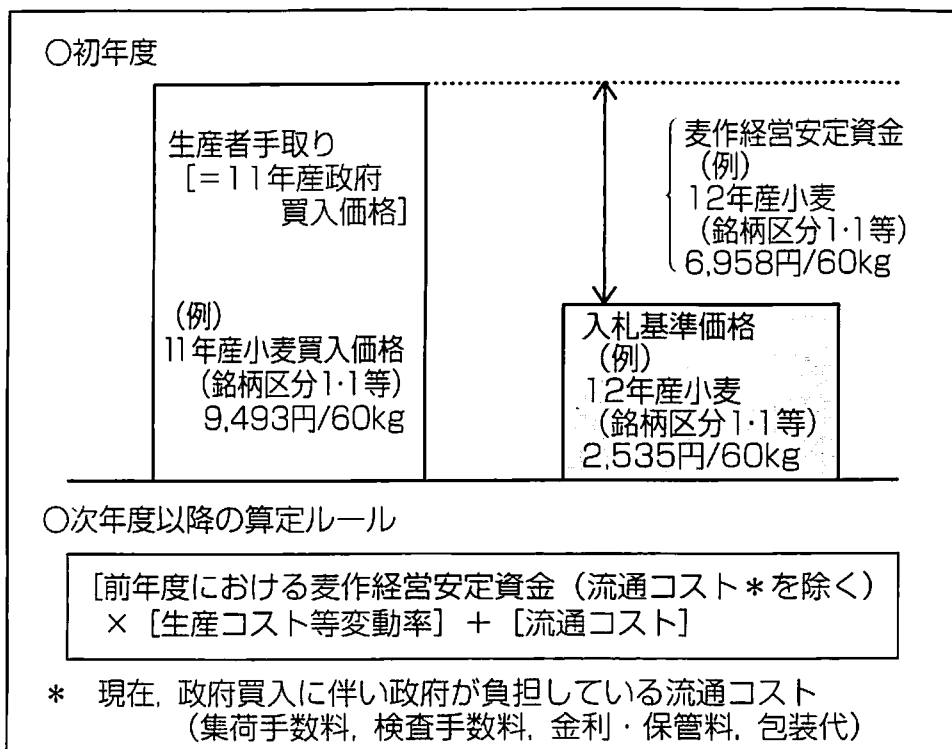 ○初年度
生産者手取り
[=11年産政府
買入価格]
(例)
11年産小麦買入価格
(銘柄区分1·1等)
9,493円/60kg
麦作経営安定資金
(例)
12年産小麦
(銘柄区分1·1等)
6,958円/60kg
入札基準価格
(例)
12年産小麦
(銘柄区分1·1等)
2,535円/60kg
○次年度以降の算定ルール
[前年度における麦作経営安定資金(流通コスト*を除く)
× [生産コスト等変動率] + [流通コスト]
* 現在, 政府買入に伴い政府が負担している流通コスト
(集荷手数料, 検査手数料, 金利・保管料, 包装代)